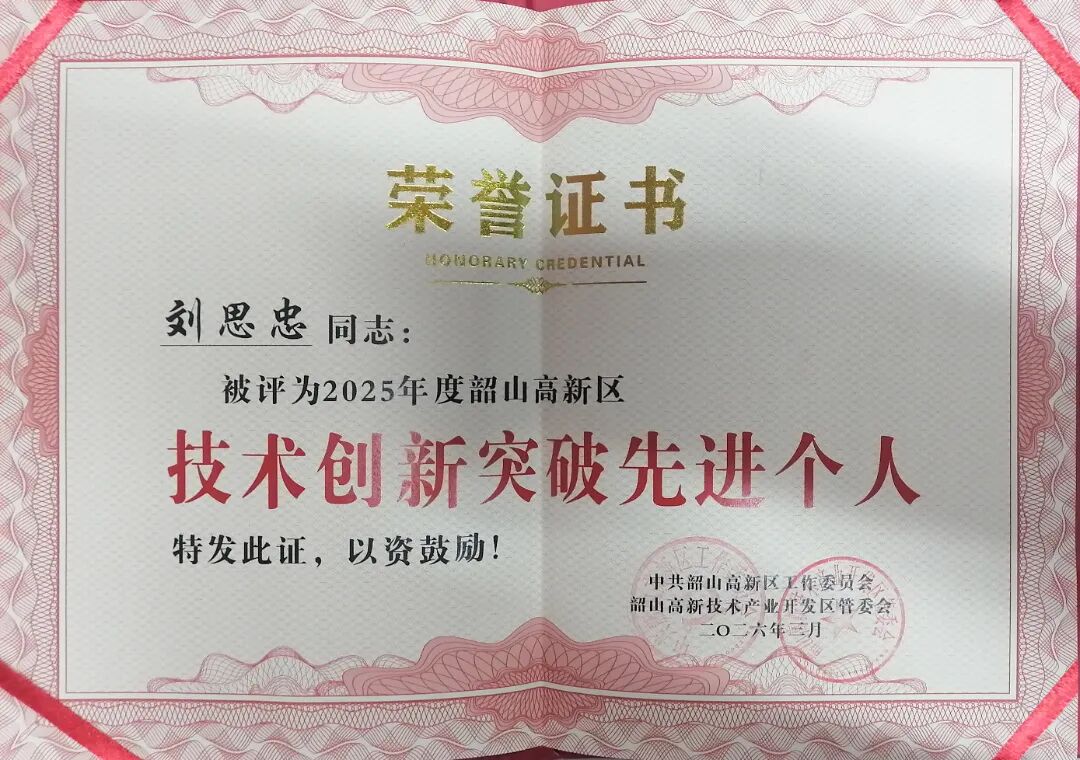 荣誉证书
HONORARY CREDENTIAL
刘思忠 同志：
被评为2025年度韶山高新区
技术创新突破先进个人
特发此证，以资鼓励！
中共韶山高新区工作委员会
韶山高新技术产业开发区管委会
二〇二六年三月